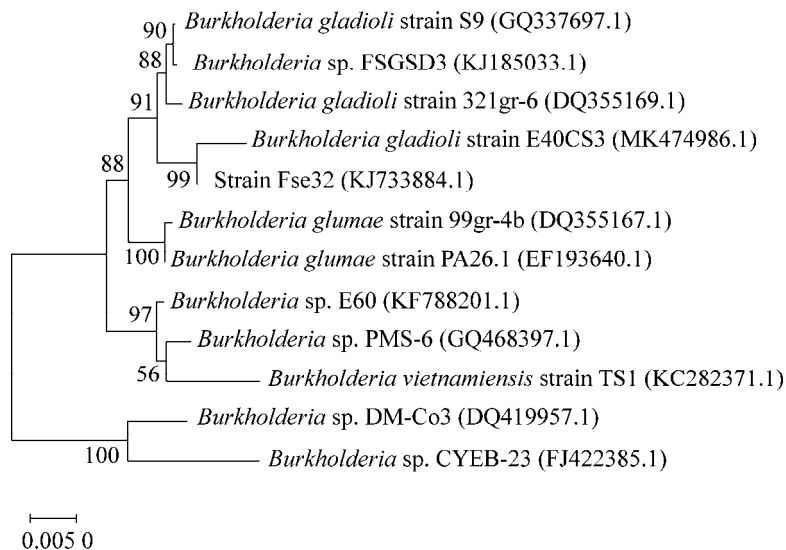 90
Burkholderia gladioli strain S9 (GQ337697.1)
88
Burkholderia sp. FSGSD3 (KJ185033.1)
91
Burkholderia gladioli strain 321gr-6 (DQ355169.1)
Burkholderia gladioli strain E40CS3 (MK474986.1)
88
99
Strain Fse32 (KJ733884.1)
Burkholderia glumae strain 99gr-4b (DQ355167.1)
100
Burkholderia glumae strain PA26.1 (EF193640.1)
Burkholderia sp. E60 (KF788201.1)
97
Burkholderia sp. PMS-6 (GQ468397.1)
56
Burkholderia vietnamiensis strain TS1 (KC282371.1)
Burkholderia sp. DM-Co3 (DQ419957.1)
100
Burkholderia sp. CYEB-23 (FJ422385.1)
0.005 0